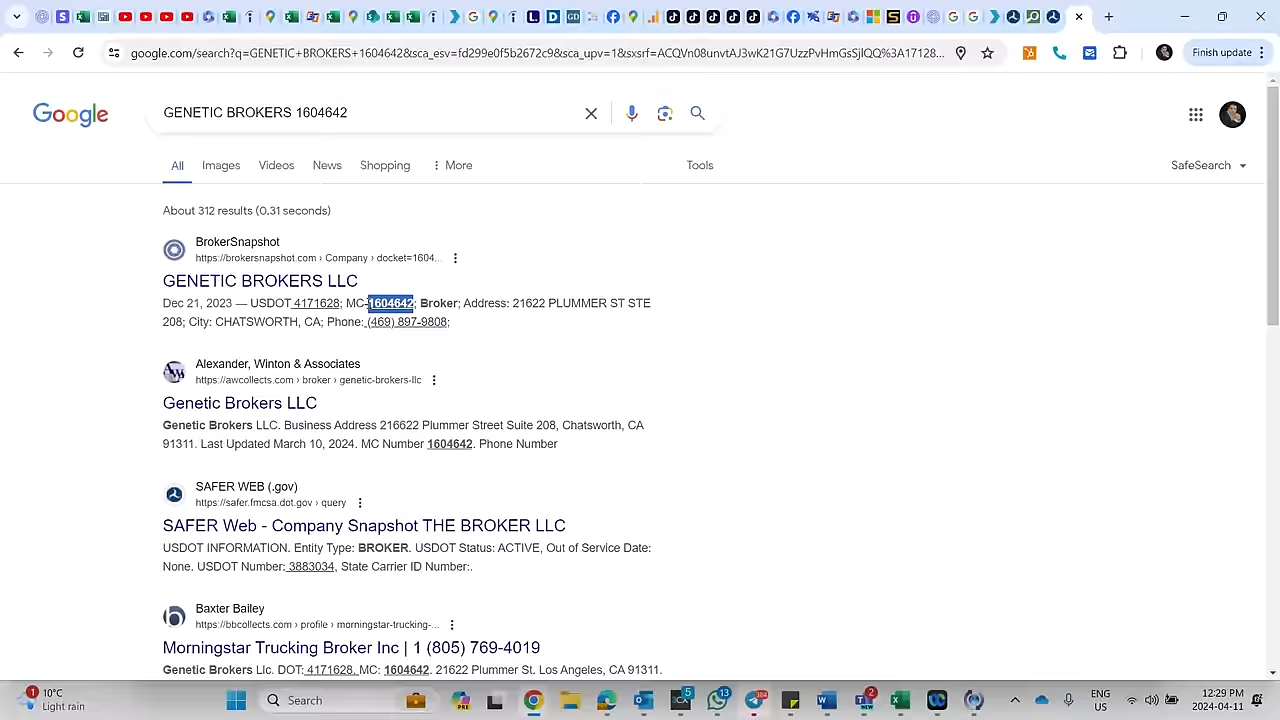 google.com/search?q=GENETIC+BROKERS+1604642&sca_esv=fd299e0f5b2672c9&sca_upv=1&sxsrf=ACQVn08unvtAJ3wK21G7UzzPvHmGsSjlQQ%3A17128...
Finish update
Google
GENETIC BROKERS 1604642
All
Images
Videos
News
Shopping
More
Tools
SafeSearch
About 312 results (0.31 seconds)
BrokerSnapshot
https://brokersnapshot.com › Company › docket=1604...
GENETIC BROKERS LLC
Dec 21, 2023 — USDOT 4171628; MC-1604642; Broker; Address: 21622 PLUMMER ST STE
208; City: CHATSWORTH, CA; Phone: (469) 897-9808;
Alexander, Winton & Associates
https://awcollects.com › broker › genetic-brokers-llc
Genetic Brokers LLC
Genetic Brokers LLC. Business Address 216622 Plummer Street Suite 208, Chatsworth, CA
91311. Last Updated March 10, 2024. MC Number 1604642. Phone Number
SAFER WEB (.gov)
https://safer.fmcsa.dot.gov › query
SAFER Web - Company Snapshot THE BROKER LLC
USDOT INFORMATION. Entity Type: BROKER. USDOT Status: ACTIVE, Out of Service Date:
None. USDOT Number: 3883034, State Carrier ID Number:.
Baxter Bailey
https://bbcollects.com › profile › morningstar-trucking-...
Morningstar Trucking Broker Inc | 1 (805) 769-4019
Genetic Brokers Llc. DOT: 4171628. MC: 1604642. 21622 Plummer St. Los Angeles, CA 91311.
1
10°C
Light rain
Search
5
13
384
2
ENG
US
12:29 PM
2024-04-11